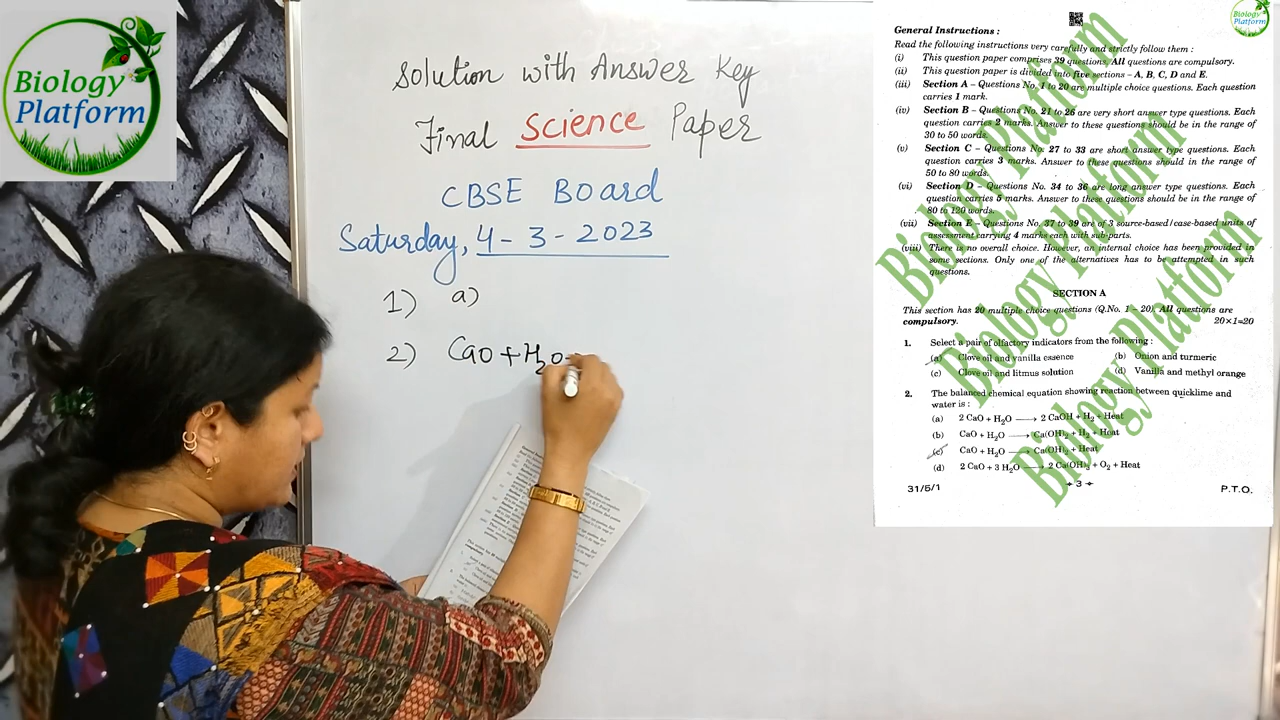 Biology
Platform
Solution with Answer Key
Final Science Paper
CBSE Board
Saturday, 4-3-2023
1) a)
2) CaO + H2O
Biology
Platform
General Instructions :
Read the following instructions very carefully and strictly follow them :
(i) This question paper comprises 39 questions. All questions are compulsory.
(ii) This question paper is divided into five sections – A, B, C, D and E.
(iii) Section A – Questions No. 1 to 20 are multiple choice questions. Each question
carries 1 mark.
(iv) Section B – Questions No. 21 to 26 are very short answer type questions. Each
question carries 2 marks. Answer to these questions should be in the range of
30 to 50 words.
(v) Section C – Questions No. 27 to 33 are short answer type questions. Each
question carries 3 marks. Answer to these questions should in the range of
50 to 80 words.
(vi) Section D – Questions No. 34 to 36 are long answer type questions. Each
question carries 5 marks. Answer to these questions should be in the range of
80 to 120 words.
(vii) Section E – Questions No. 37 to 39 are of 3 source-based/case-based units of
assessment carrying 4 marks each with sub-parts.
(viii) There is no overall choice. However, an internal choice has been provided in
some sections. Only one of the alternatives has to be attempted in such
questions.
SECTION A
This section has 20 multiple choice questions (Q.No. 1 – 20). All questions are
compulsory. 20×1=20
1. Select a pair of olfactory indicators from the following :
(a) Clove oil and vanilla essence (b) Onion and turmeric
(c) Clove oil and litmus solution (d) Vanilla and methyl orange
2. The balanced chemical equation showing reaction between quicklime and
water is :
(a) 2 CaO + H2O → 2 CaOH + H2 + Heat
(b) CaO + H2O → Ca(OH)2 + H2 + Heat
(c) CaO + H2O → Ca(OH)2 + Heat
(d) 2 CaO + 3 H2O → 2 Ca(OH)2 + O2 + Heat
31/5/1 3 P.T.O.
Biology Platform
Biology Platform
Biology Platform